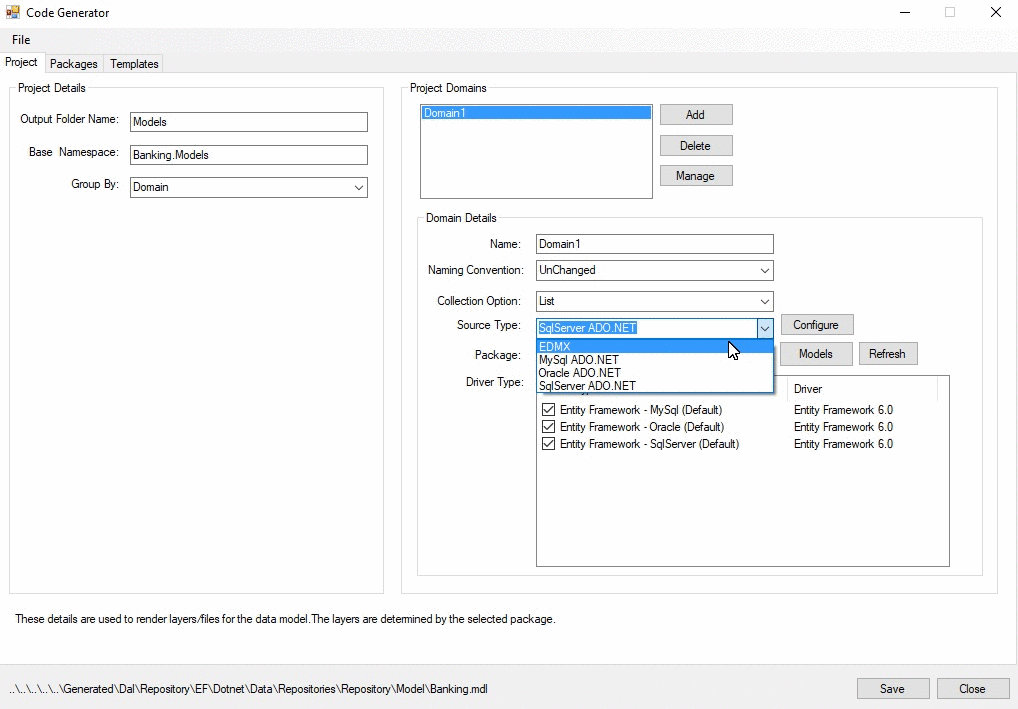 Code Generator
File
Project Packages Templates
Project Details
Output Folder Name: Models
Base Namespace: Banking.Models
Group By: Domain
Project Domains
Domain1
Add
Delete
Manage
Domain Details
Name: Domain1
Naming Convention: UnChanged
Collection Option: List
Source Type: SqlServer ADO.NET Configure
EDMX
MySql ADO.NET
Oracle ADO.NET
SqlServer ADO.NET
Package: Models Refresh
Driver Type:
Driver
Entity Framework - MySql (Default) Entity Framework 6.0
Entity Framework - Oracle (Default) Entity Framework 6.0
Entity Framework - SqlServer (Default) Entity Framework 6.0
These details are used to render layers/files for the data model.The layers are determined by the selected package.
..\..\..\..\..\Generated\Dal\Repository\EF\Dotnet\Data\Repositories\Repository\Model\Banking.mdl
Save Close